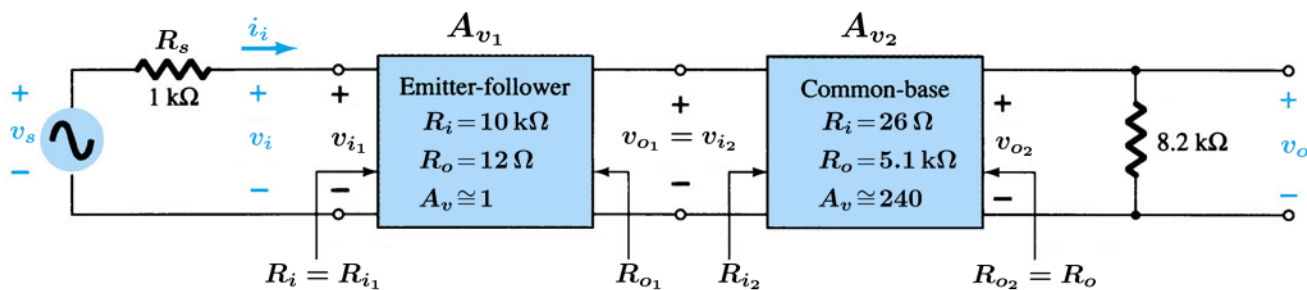 A_{v_1}
A_{v_2}
R_s
i_i
1 kΩ
+
v_s
−
+
v_i
−
+
v_{i_1}
−
Emitter-follower
R_i = 10 kΩ
R_o = 12 Ω
A_v ≅ 1
+
v_{o_1} = v_{i_2}
−
Common-base
R_i = 26 Ω
R_o = 5.1 kΩ
A_v ≅ 240
+
v_{o_2}
−
8.2 kΩ
+
v_o
−
R_i = R_{i_1}
R_{o_1}
R_{i_2}
R_{o_2} = R_o